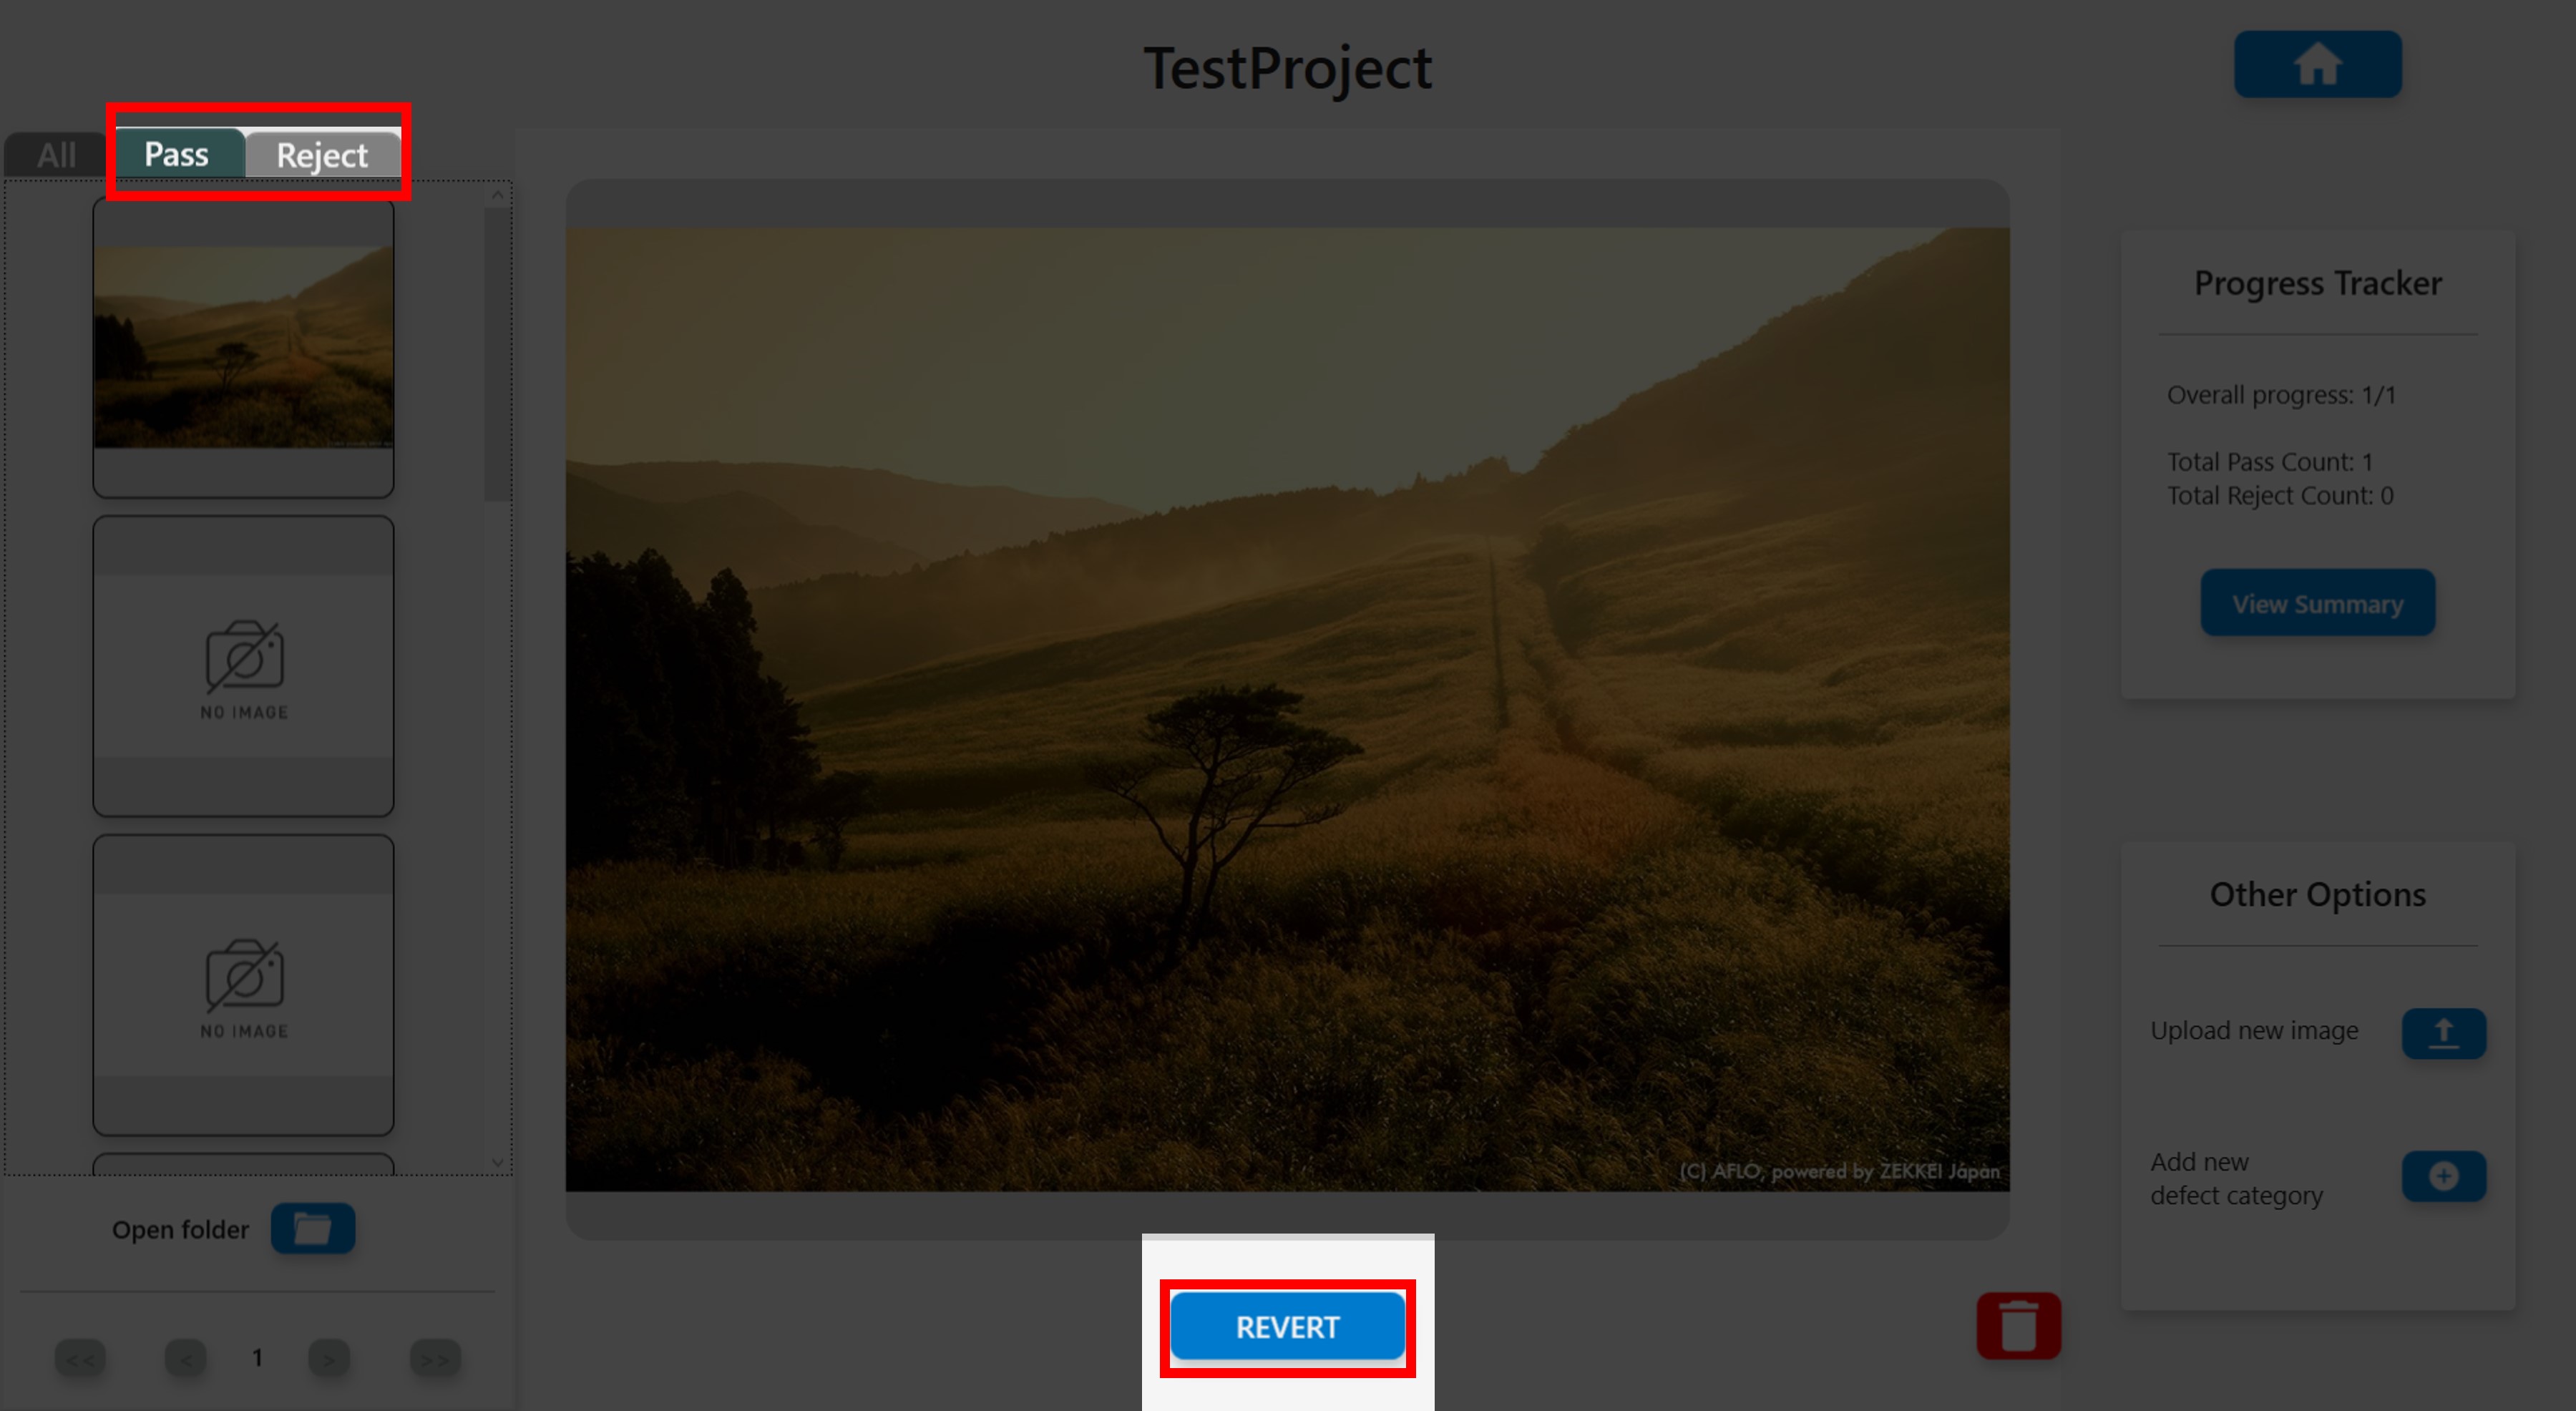 TestProject
All
Pass
Reject
NO IMAGE
NO IMAGE
Open folder
<<
<
1
>
>>
(C) AFLO, powered by ZEKKEI Japan
REVERT
Progress Tracker
Overall progress: 1/1
Total Pass Count: 1
Total Reject Count: 0
View Summary
Other Options
Upload new image
Add new
defect category